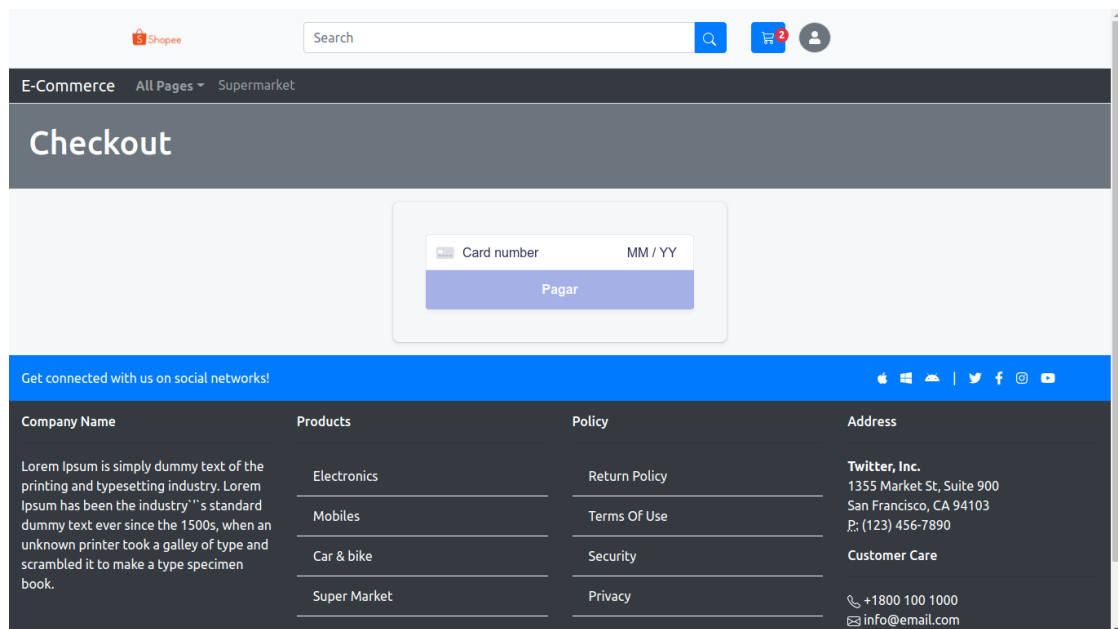 Shopee
Search
2
E-Commerce All Pages Supermarket
Checkout
Card number MM / YY
Pagar
Get connected with us on social networks!
|
Company Name
Lorem Ipsum is simply dummy text of the
printing and typesetting industry. Lorem
Ipsum has been the industry`'`s standard
dummy text ever since the 1500s, when an
unknown printer took a galley of type and
scrambled it to make a type specimen
book.
Products
Electronics
Mobiles
Car & bike
Super Market
Policy
Return Policy
Terms Of Use
Security
Privacy
Address
Twitter, Inc.
1355 Market St, Suite 900
San Francisco, CA 94103
P: (123) 456-7890
Customer Care
+1800 100 1000
info@email.com